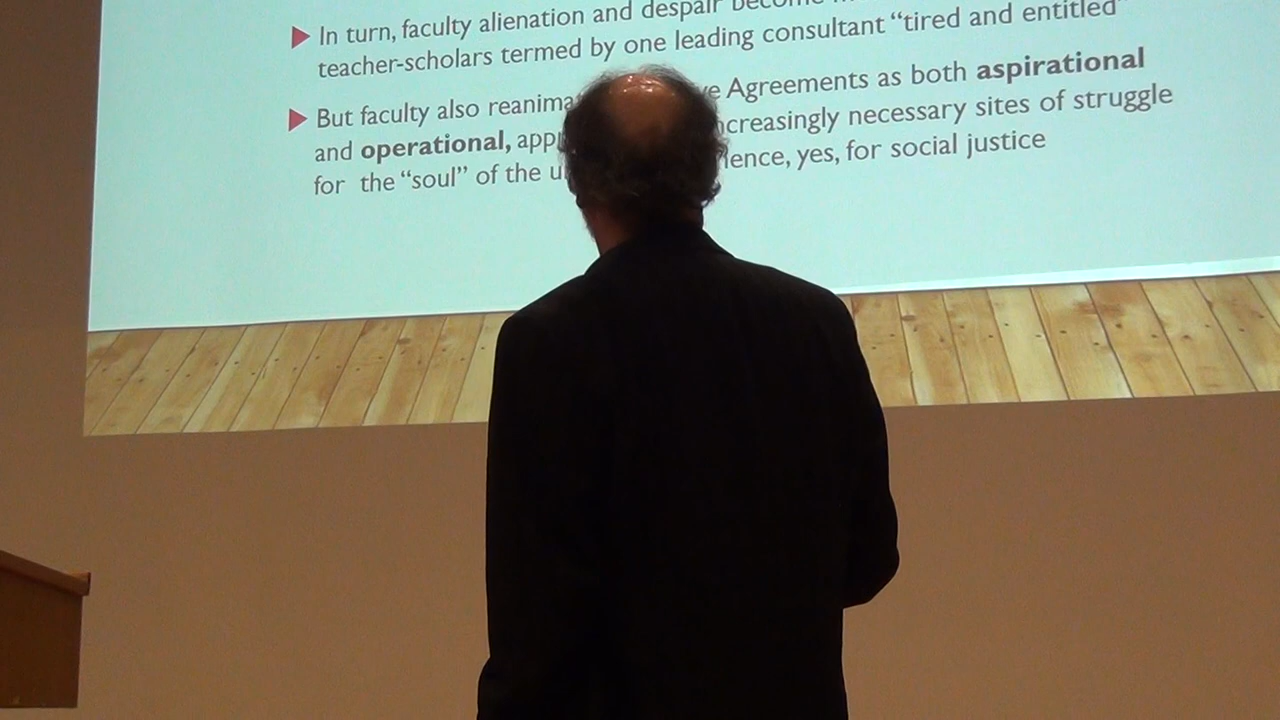 In turn, faculty alienation and despair become
teacher-scholars termed by one leading consultant “tired and entitled”
But faculty also reanima e Agreements as both aspirational
and operational, app creasingly necessary sites of struggle
for the “soul” of the u ence, yes, for social justice